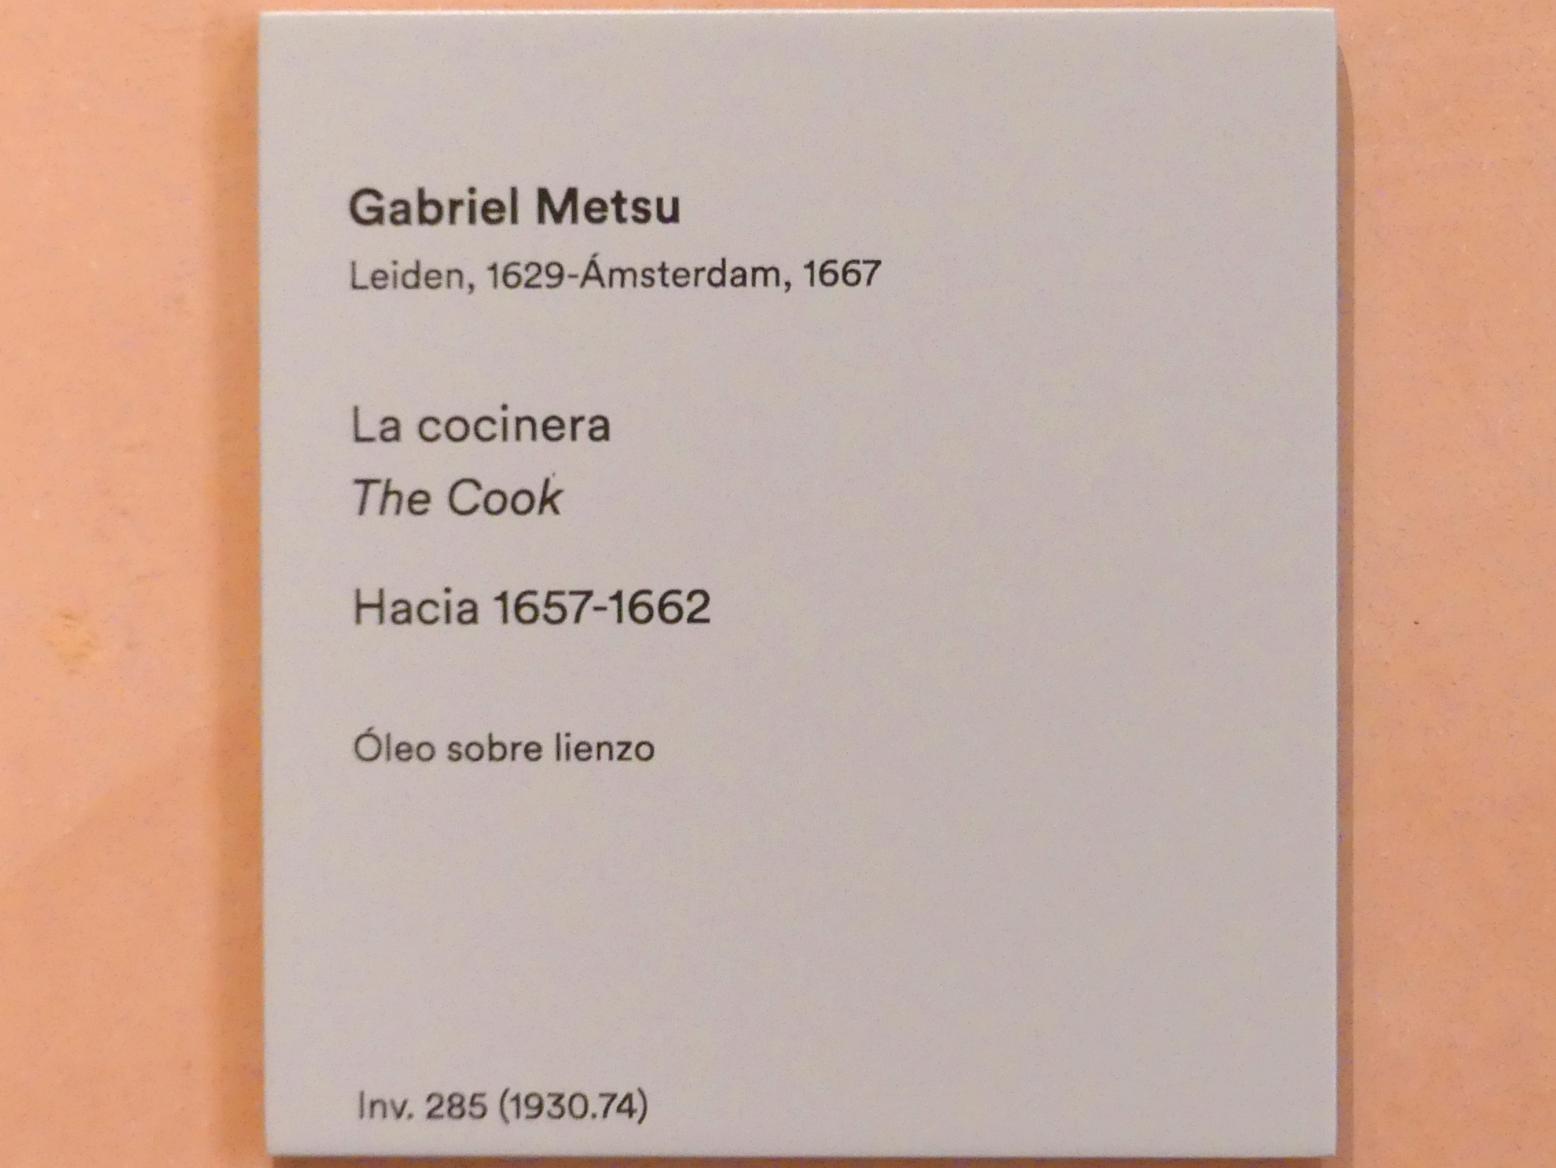 Gabriel Metsu
Leiden, 1629-Ámsterdam, 1667
La cocinera
The Cook
Hacia 1657-1662
Óleo sobre lienzo
Inv. 285 (1930.74)